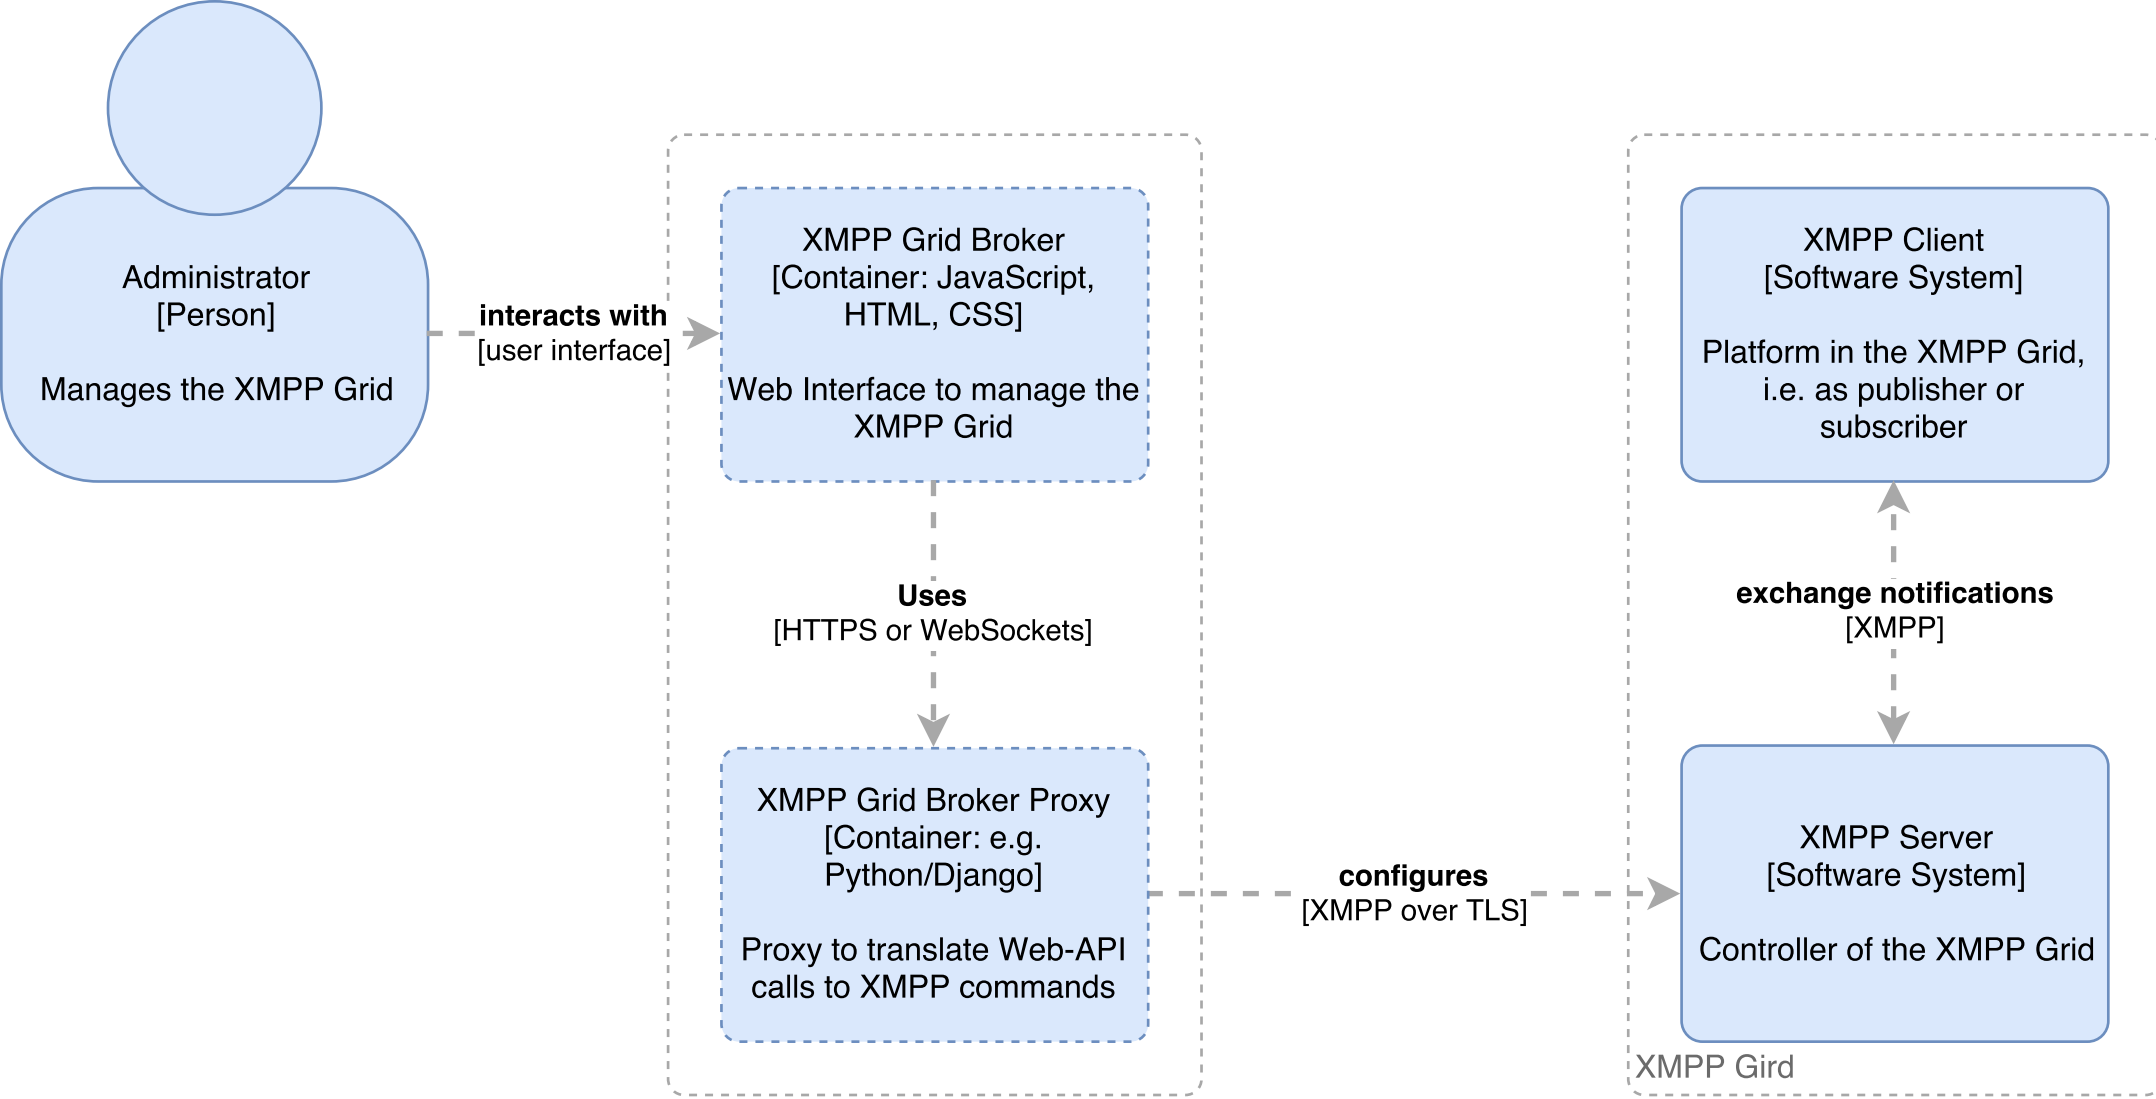 Administrator
[Person]
Manages the XMPP Grid
interacts with
[user interface]
XMPP Grid Broker
[Container: JavaScript,
HTML, CSS]
Web Interface to manage the
XMPP Grid
Uses
[HTTPS or WebSockets]
XMPP Grid Broker Proxy
[Container: e.g.
Python/Django]
Proxy to translate Web-API
calls to XMPP commands
configures
[XMPP over TLS]
XMPP Client
[Software System]
Platform in the XMPP Grid,
i.e. as publisher or
subscriber
exchange notifications
[XMPP]
XMPP Server
[Software System]
Controller of the XMPP Grid
XMPP Gird